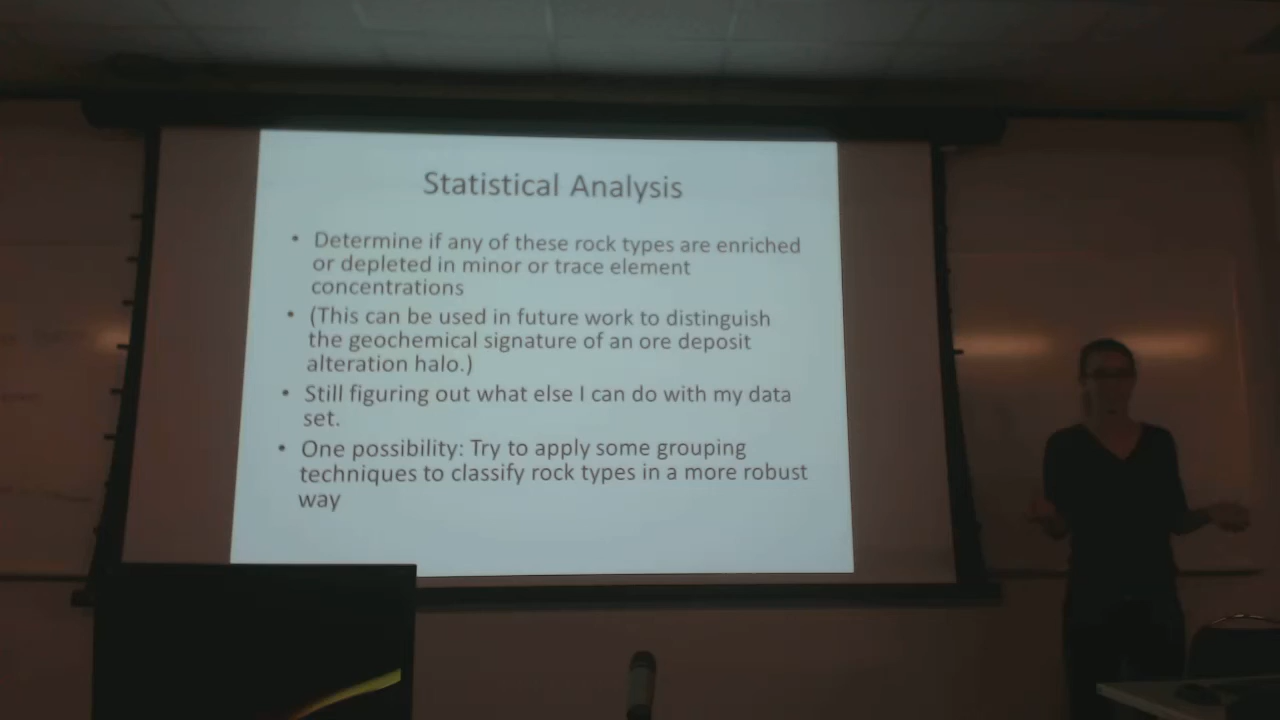 Statistical Analysis
• Determine if any of these rock types are enriched
or depleted in minor or trace element
concentrations
• (This can be used in future work to distinguish
the geochemical signature of an ore deposit
alteration halo.)
• Still figuring out what else I can do with my data
set.
• One possibility: Try to apply some grouping
techniques to classify rock types in a more robust
way